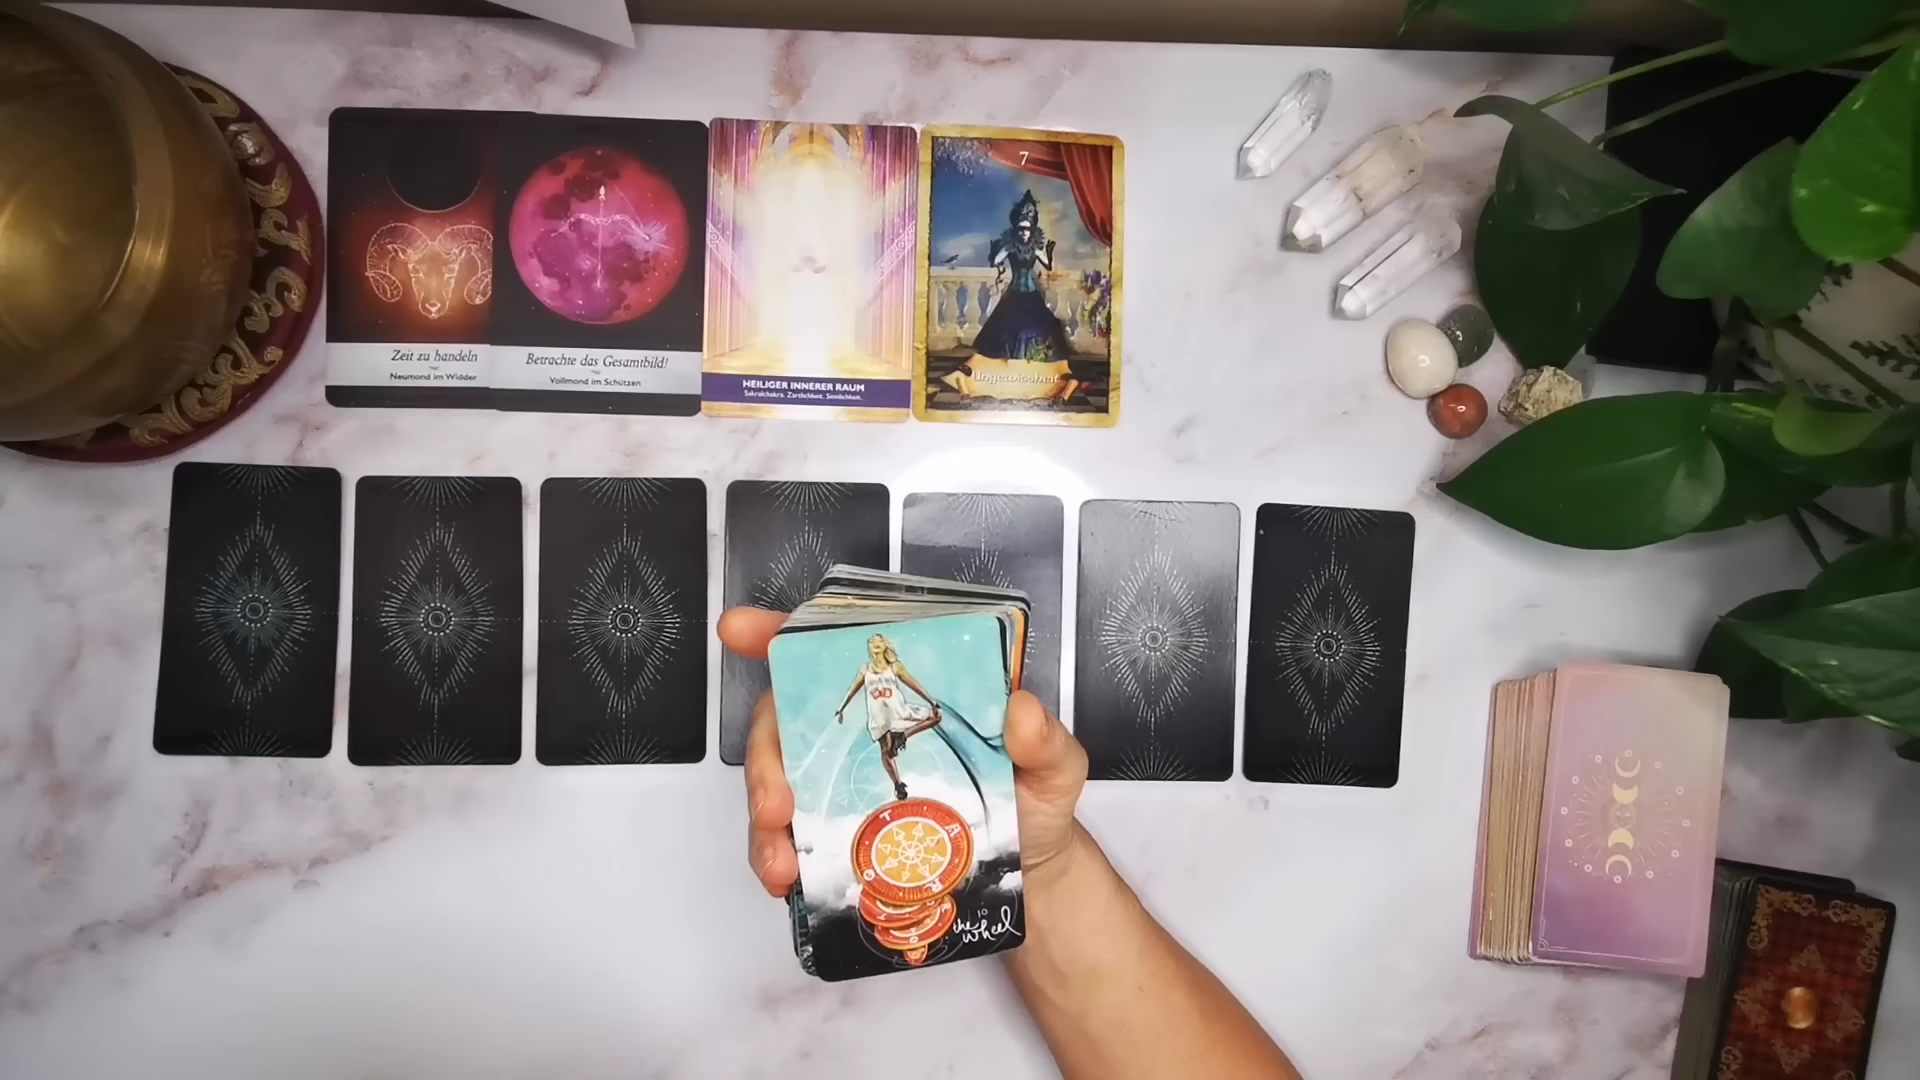 Zeit zu handeln
Neumond im Widder
Betrachte das Gesamtbild!
Vollmond im Schützen
HEILIGER INNERER RAUM
Sakralchakra. Zärtlichkeit. Sinnlichkeit.
7
Ungewissheit
T A R O
10
the wheel